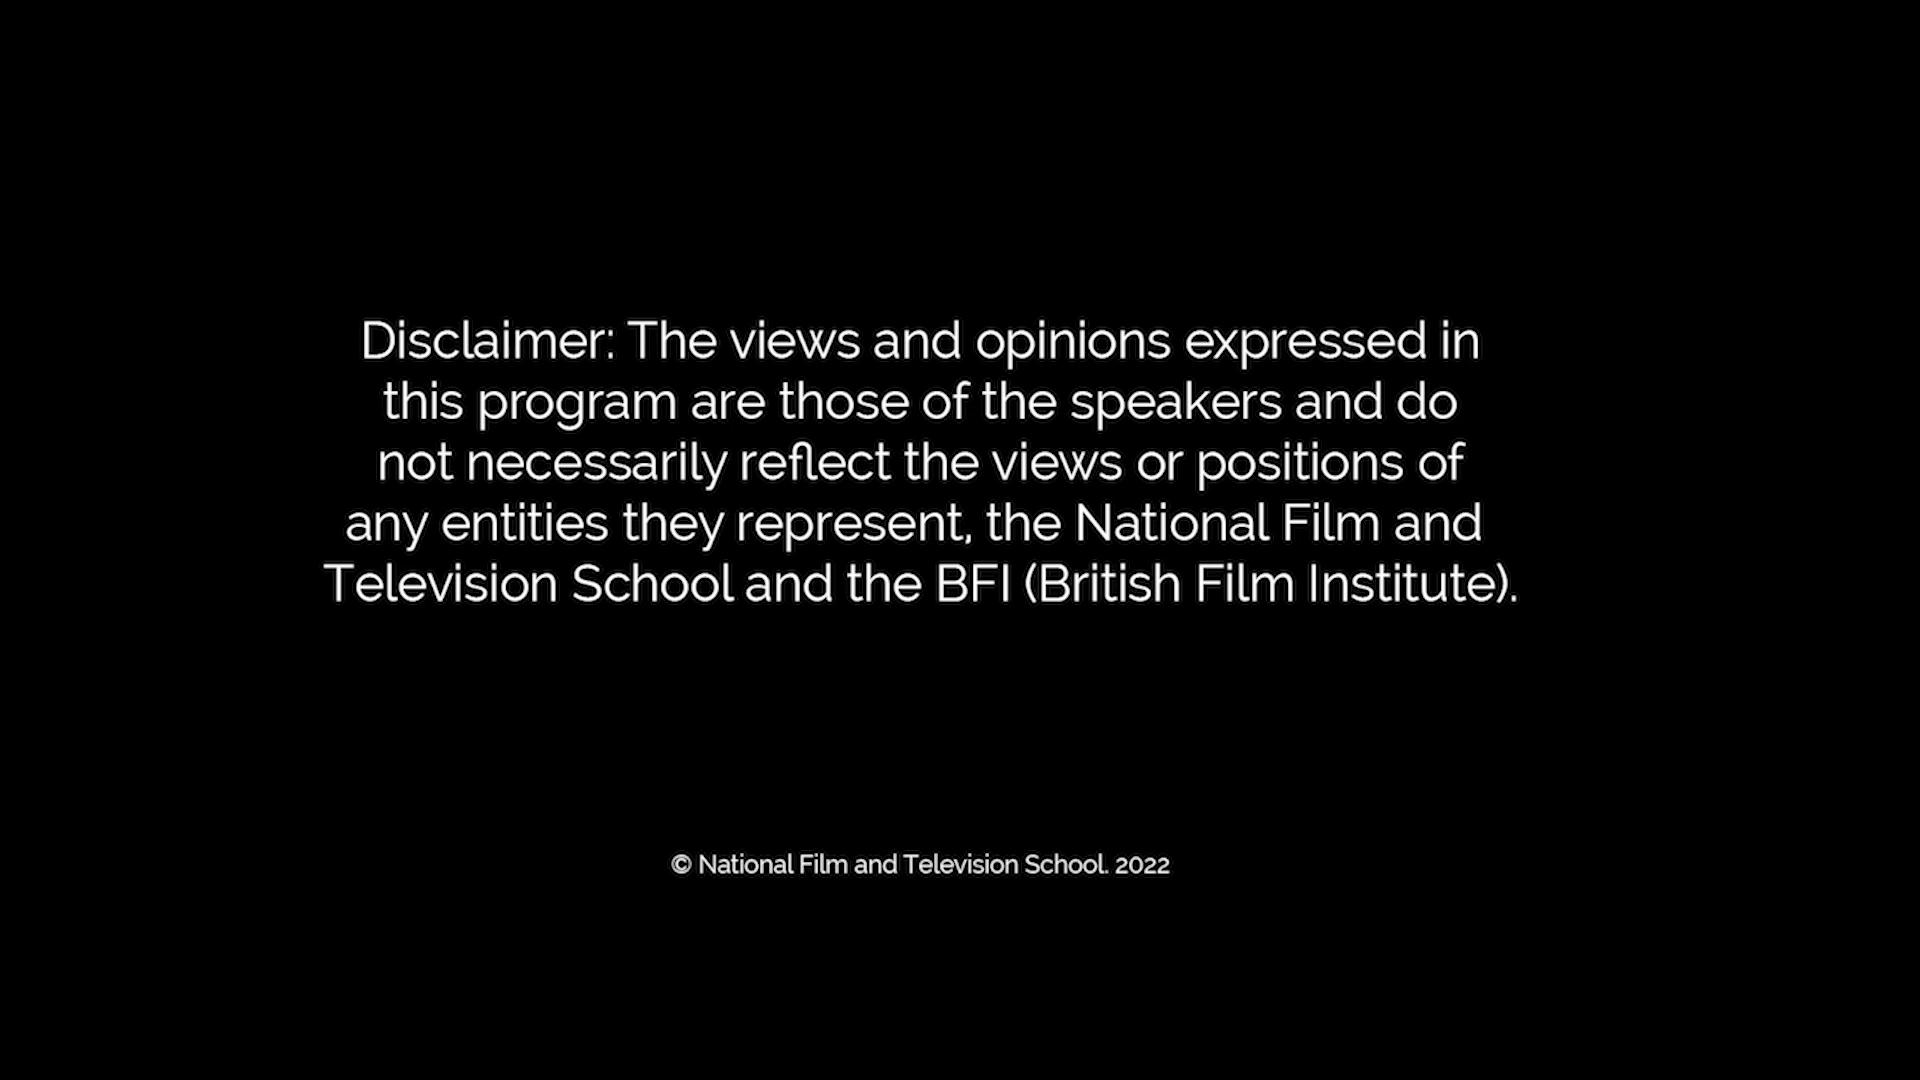 Disclaimer: The views and opinions expressed in
this program are those of the speakers and do
not necessarily reflect the views or positions of
any entities they represent, the National Film and
Television School and the BFI (British Film Institute).
© National Film and Television School. 2022